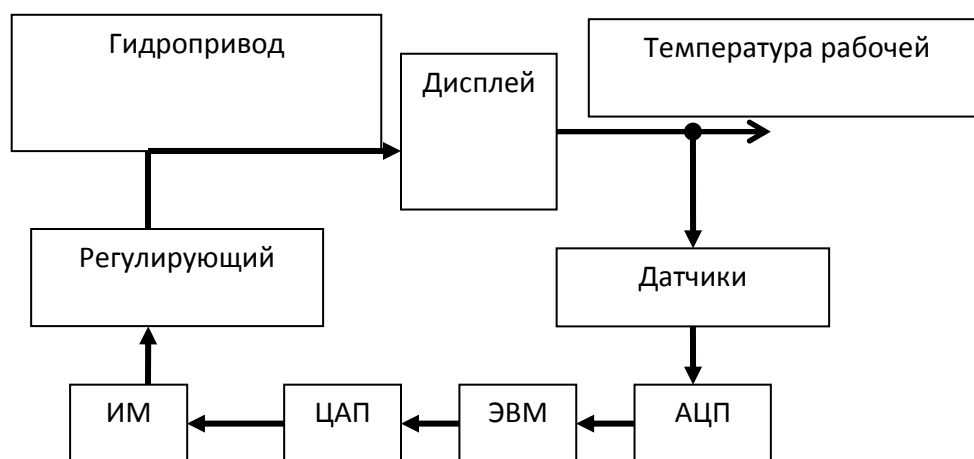 Гидропривод
Температура рабочей
Дисплей
Регулирующий
Датчики
ИМ
ЦАП
ЭВМ
АЦП